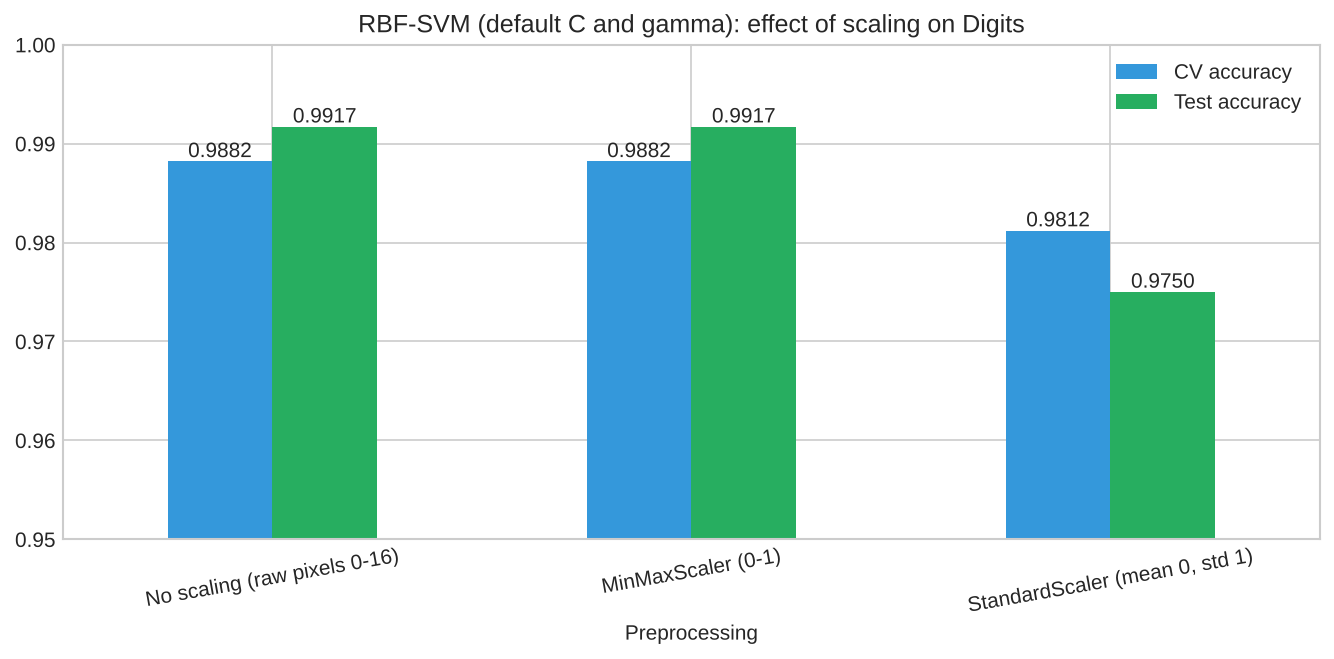 RBF-SVM (default C and gamma): effect of scaling on Digits
1.00
0.99
0.98
0.97
0.96
0.95
CV accuracy
Test accuracy
0.9882
0.9917
0.9882
0.9917
0.9812
0.9750
No scaling (raw pixels 0-16)
MinMaxScaler (0-1)
StandardScaler (mean 0, std 1)
Preprocessing